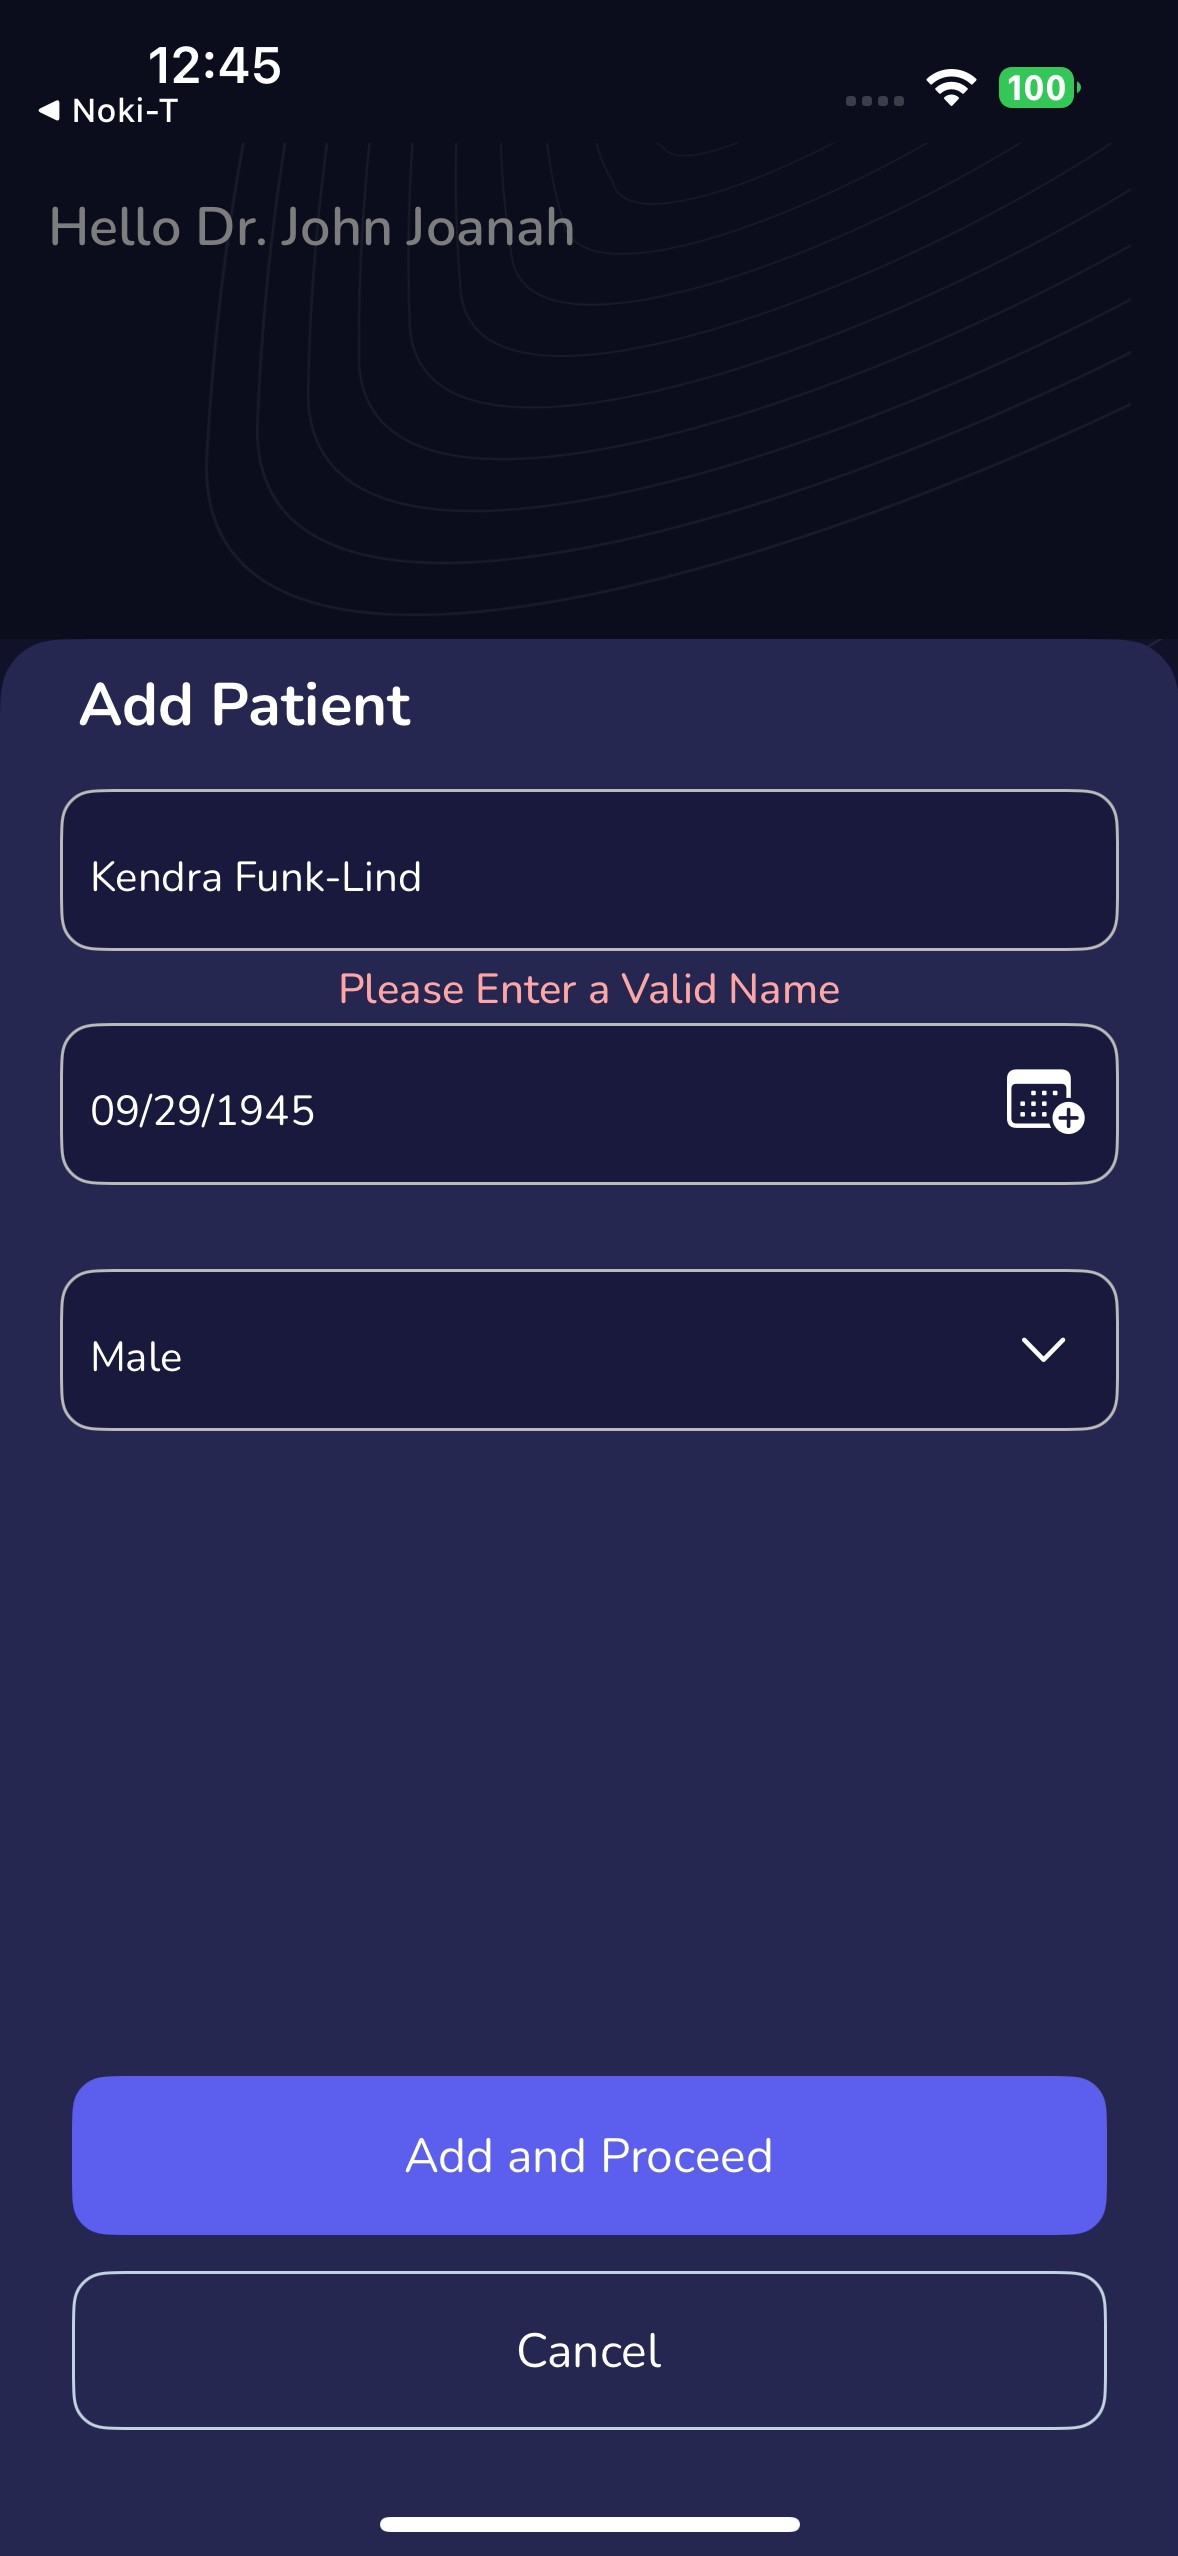 12:45
Noki-T
100
Hello Dr. John Joanah
Add Patient
Kendra Funk-Lind
Please Enter a Valid Name
09/29/1945
Male
Add and Proceed
Cancel